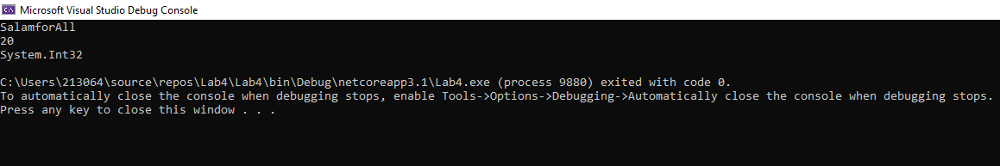 Microsoft Visual Studio Debug Console
SalamforAll
20
System.Int32
C:\Users\213064\source\repos\Lab4\Lab4\bin\Debug\netcoreapp3.1\Lab4.exe (process 9880) exited with code 0.
To automatically close the console when debugging stops, enable Tools->Options->Debugging->Automatically close the console when debugging stops.
Press any key to close this window . . .